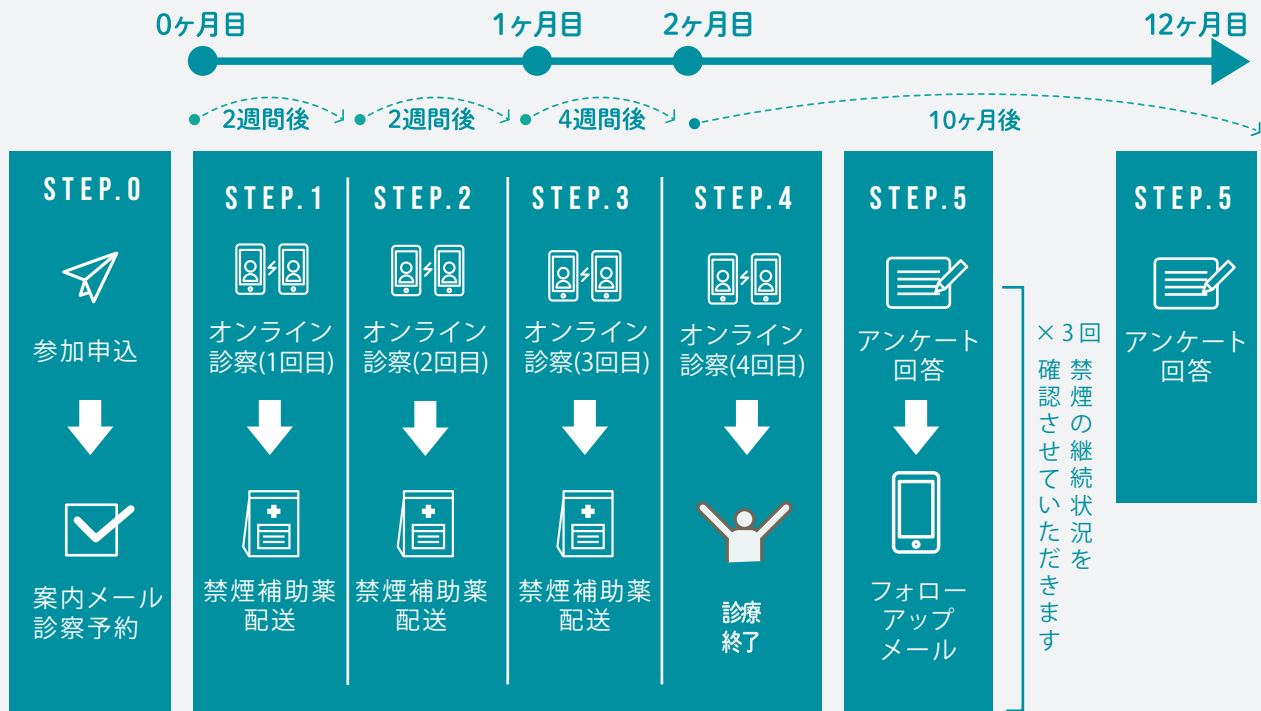 0ヶ月目
1ヶ月目
2ヶ月目
12ヶ月目
2週間後
2週間後
4週間後
10ヶ月後
STEP.0
参加申込
案内メール
診察予約
STEP.1
オンライン
診察(1回目)
禁煙補助薬
配送
STEP.2
オンライン
診察(2回目)
禁煙補助薬
配送
STEP.3
オンライン
診察(3回目)
禁煙補助薬
配送
STEP.4
オンライン
診察(4回目)
診療
終了
STEP.5
アンケート
回答
フォロー
アップ
メール
×3回
禁煙の継続状況を
確認させていただきます
STEP.5
アンケート
回答